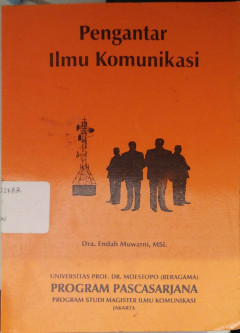 Pengantar
Ilmu Komunikasi
Dra. Endah Muwarni, MSi.
UNIVERSITAS PROF. DR. MOESTOPO (BERAGAMA)
PROGRAM PASCASARJANA
PROGRAM STUDI MAGISTER ILMU KOMUNIKASI
JAKARTA